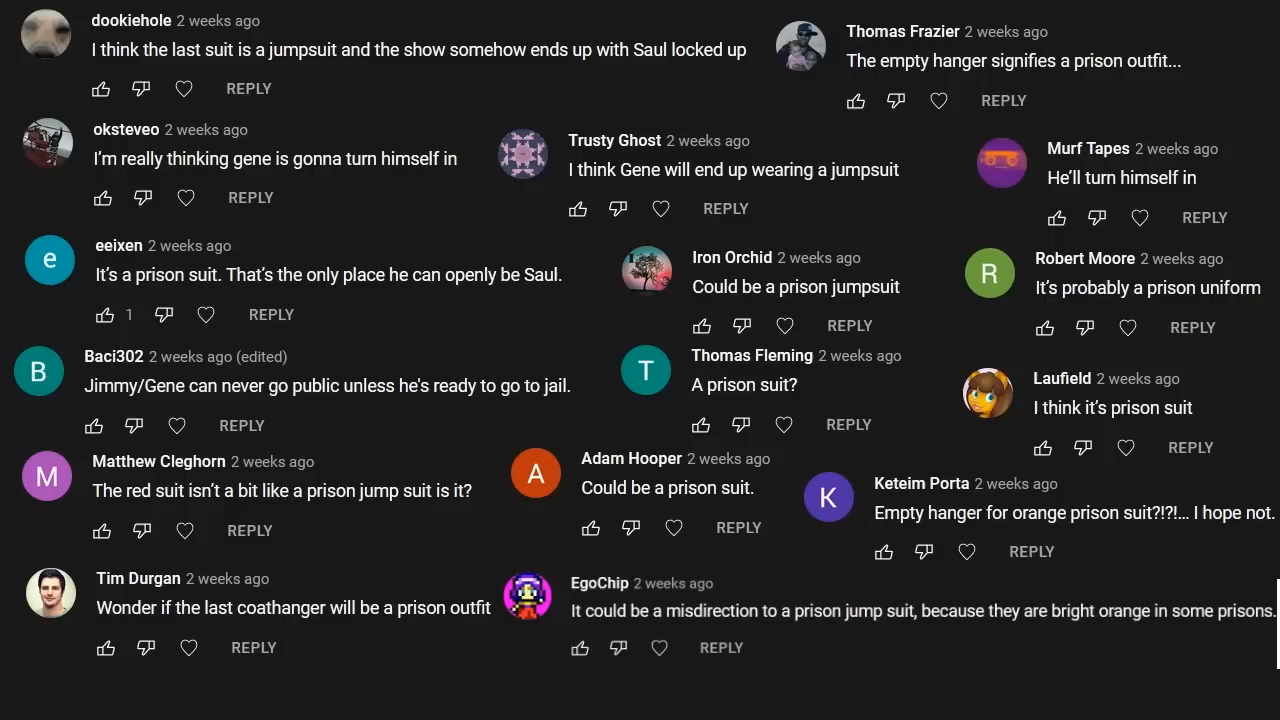 dookiehole 2 weeks ago
I think the last suit is a jumpsuit and the show somehow ends up with Saul locked up
REPLY
Thomas Frazier 2 weeks ago
The empty hanger signifies a prison outfit...
REPLY
oksteveo 2 weeks ago
I'm really thinking gene is gonna turn himself in
REPLY
Trusty Ghost 2 weeks ago
I think Gene will end up wearing a jumpsuit
REPLY
Murf Tapes 2 weeks ago
He'll turn himself in
REPLY
e
eeixen 2 weeks ago
It's a prison suit. That's the only place he can openly be Saul.
1 REPLY
Iron Orchid 2 weeks ago
Could be a prison jumpsuit
REPLY
R
Robert Moore 2 weeks ago
It's probably a prison uniform
REPLY
B
Baci302 2 weeks ago (edited)
Jimmy/Gene can never go public unless he's ready to go to jail.
REPLY
T
Thomas Fleming 2 weeks ago
A prison suit?
REPLY
Laufield 2 weeks ago
I think it's prison suit
REPLY
M
Matthew Cleghorn 2 weeks ago
The red suit isn't a bit like a prison jump suit is it?
REPLY
A
Adam Hooper 2 weeks ago
Could be a prison suit.
REPLY
K
Keteim Porta 2 weeks ago
Empty hanger for orange prison suit?!?!... I hope not.
REPLY
Tim Durgan 2 weeks ago
Wonder if the last coathanger will be a prison outfit
REPLY
EgoChip 2 weeks ago
It could be a misdirection to a prison jump suit, because they are bright orange in some prisons.
REPLY